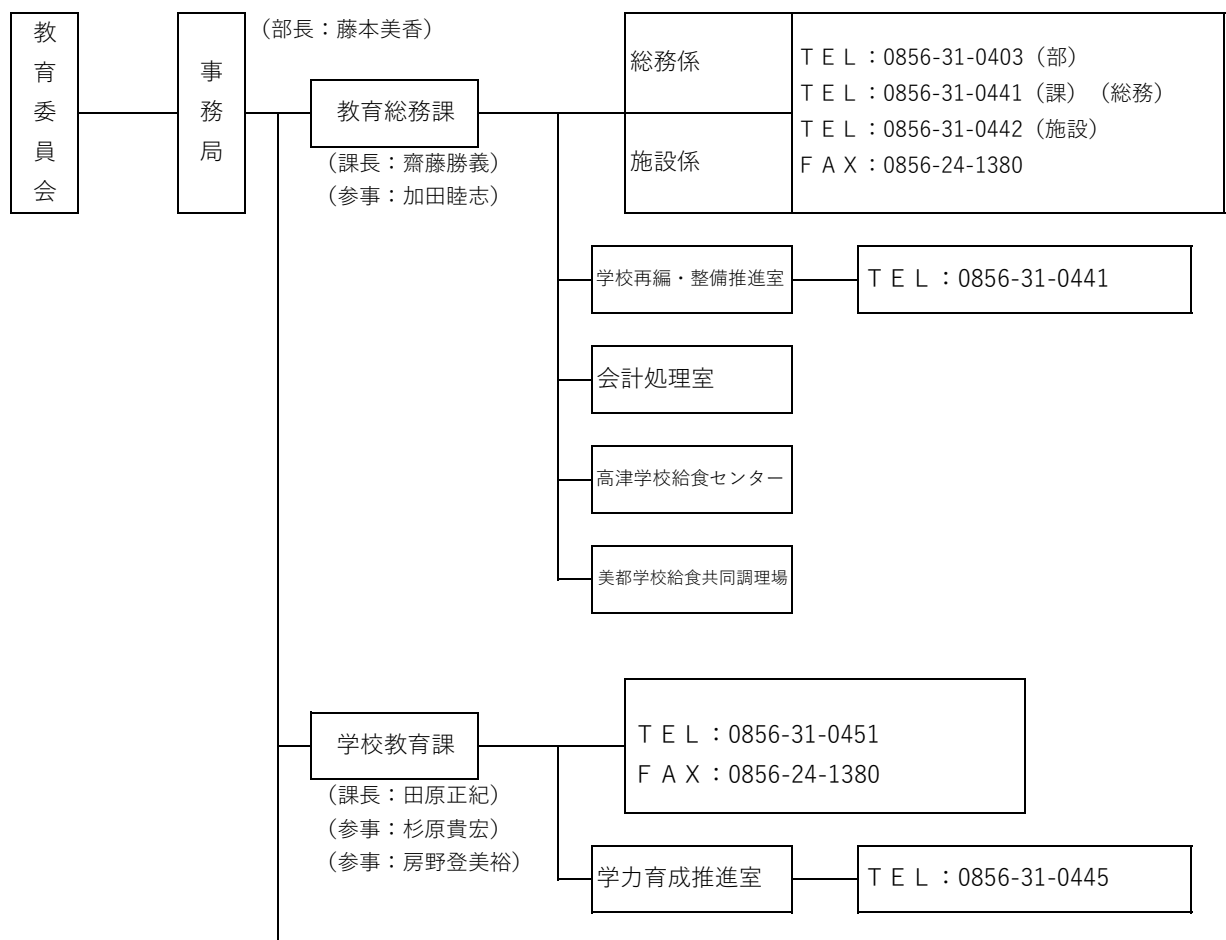 教育委員会
事務局
（部長：藤本美香）
教育総務課
（課長：齋藤勝義）
（参事：加田睦志）
総務係
施設係
ＴＥＬ：0856-31-0403（部）
ＴＥＬ：0856-31-0441（課）（総務）
ＴＥＬ：0856-31-0442（施設）
ＦＡＸ：0856-24-1380
学校再編・整備推進室
ＴＥＬ：0856-31-0441
会計処理室
高津学校給食センター
美都学校給食共同調理場
学校教育課
（課長：田原正紀）
（参事：杉原貴宏）
（参事：房野登美裕）
ＴＥＬ：0856-31-0451
ＦＡＸ：0856-24-1380
学力育成推進室
ＴＥＬ：0856-31-0445